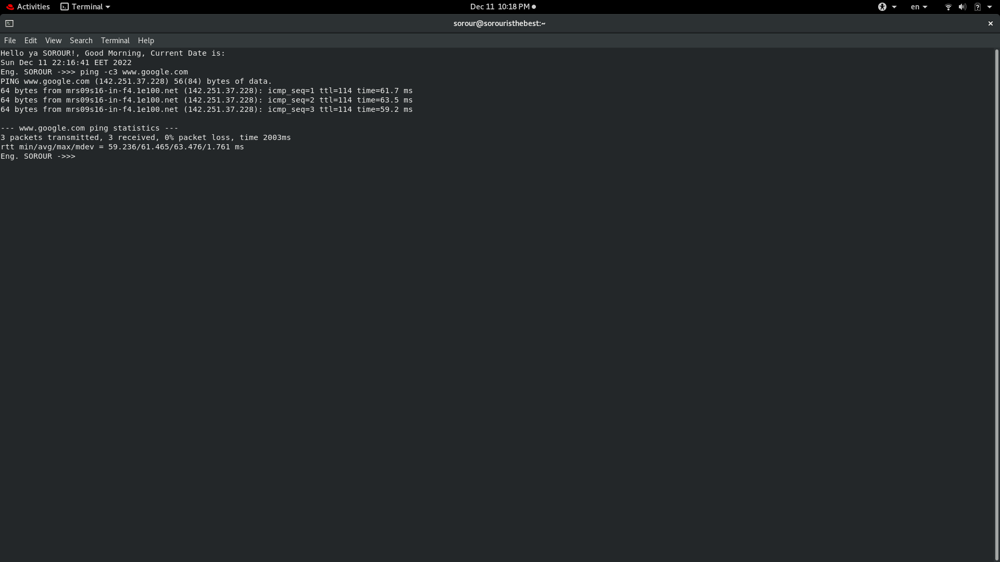 Activities Terminal Dec 11 10:18 PM en
sorour@sorouristhebest:~
File Edit View Search Terminal Help
Hello ya SOROUR!, Good Morning, Current Date is:
Sun Dec 11 22:16:41 EET 2022
Eng. SOROUR ->>> ping -c3 www.google.com
PING www.google.com (142.251.37.228) 56(84) bytes of data.
64 bytes from mrs09s16-in-f4.1e100.net (142.251.37.228): icmp_seq=1 ttl=114 time=61.7 ms
64 bytes from mrs09s16-in-f4.1e100.net (142.251.37.228): icmp_seq=2 ttl=114 time=63.5 ms
64 bytes from mrs09s16-in-f4.1e100.net (142.251.37.228): icmp_seq=3 ttl=114 time=59.2 ms

--- www.google.com ping statistics ---
3 packets transmitted, 3 received, 0% packet loss, time 2003ms
rtt min/avg/max/mdev = 59.236/61.465/63.476/1.761 ms
Eng. SOROUR ->>>